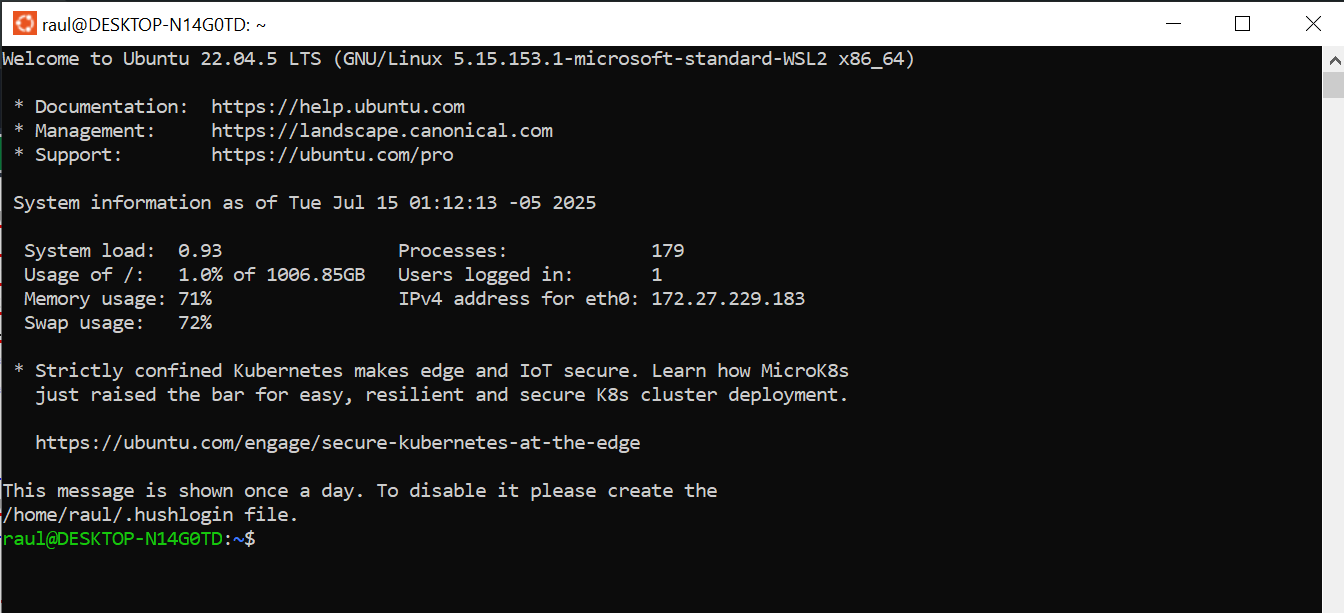 raul@DESKTOP-N14G0TD: ~
Welcome to Ubuntu 22.04.5 LTS (GNU/Linux 5.15.153.1-microsoft-standard-WSL2 x86_64)
* Documentation:  https://help.ubuntu.com
* Management:     https://landscape.canonical.com
* Support:        https://ubuntu.com/pro
System information as of Tue Jul 15 01:12:13 -05 2025
System load:  0.93                Processes:             179
Usage of /:   1.0% of 1006.85GB   Users logged in:       1
Memory usage: 71%                 IPv4 address for eth0: 172.27.229.183
Swap usage:   72%
* Strictly confined Kubernetes makes edge and IoT secure. Learn how MicroK8s
just raised the bar for easy, resilient and secure K8s cluster deployment.
https://ubuntu.com/engage/secure-kubernetes-at-the-edge
This message is shown once a day. To disable it please create the
/home/raul/.hushlogin file.
raul@DESKTOP-N14G0TD:~$